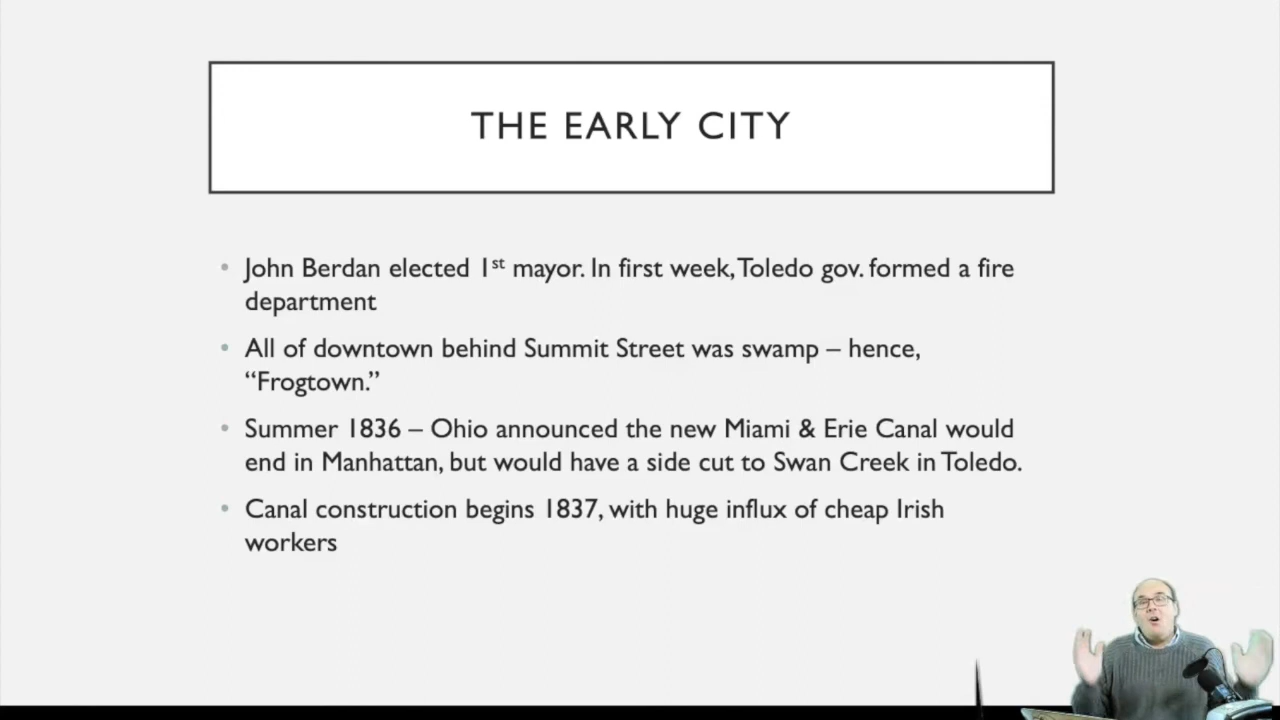 THE EARLY CITY
• John Berdan elected 1st mayor. In first week, Toledo gov. formed a fire
department
• All of downtown behind Summit Street was swamp – hence,
“Frogtown.”
• Summer 1836 – Ohio announced the new Miami & Erie Canal would
end in Manhattan, but would have a side cut to Swan Creek in Toledo.
• Canal construction begins 1837, with huge influx of cheap Irish
workers